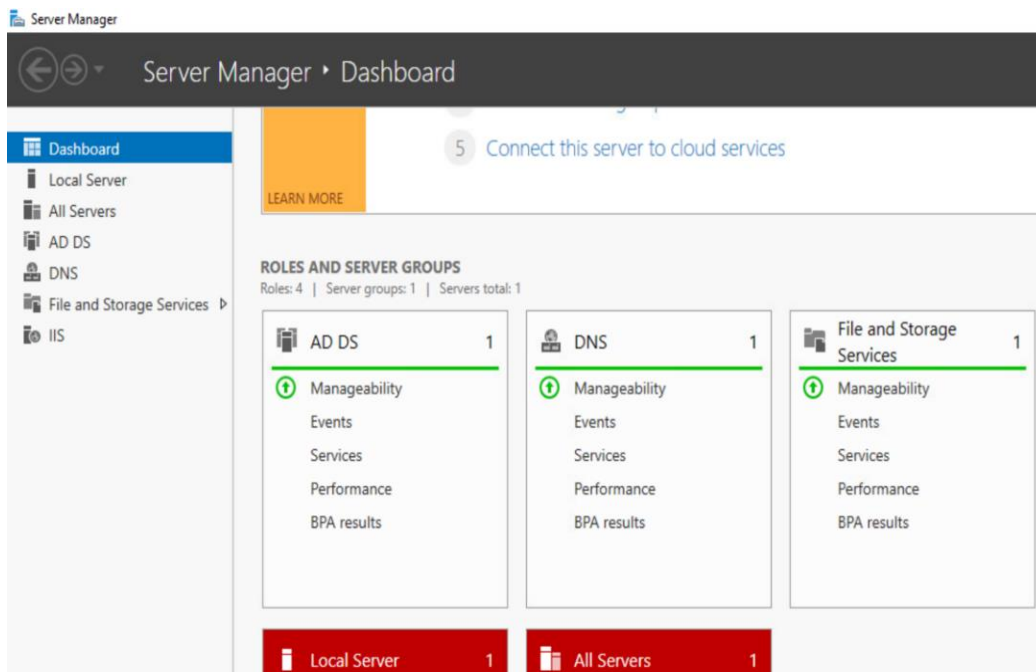 Server Manager
Server Manager ‣ Dashboard
Dashboard
Local Server
All Servers
AD DS
DNS
File and Storage Services
IIS
5 Connect this server to cloud services
LEARN MORE
ROLES AND SERVER GROUPS
Roles: 4 | Server groups: 1 | Servers total: 1
AD DS 1
Manageability
Events
Services
Performance
BPA results
DNS 1
Manageability
Events
Services
Performance
BPA results
File and Storage
Services 1
Manageability
Events
Services
Performance
BPA results
Local Server 1
All Servers 1